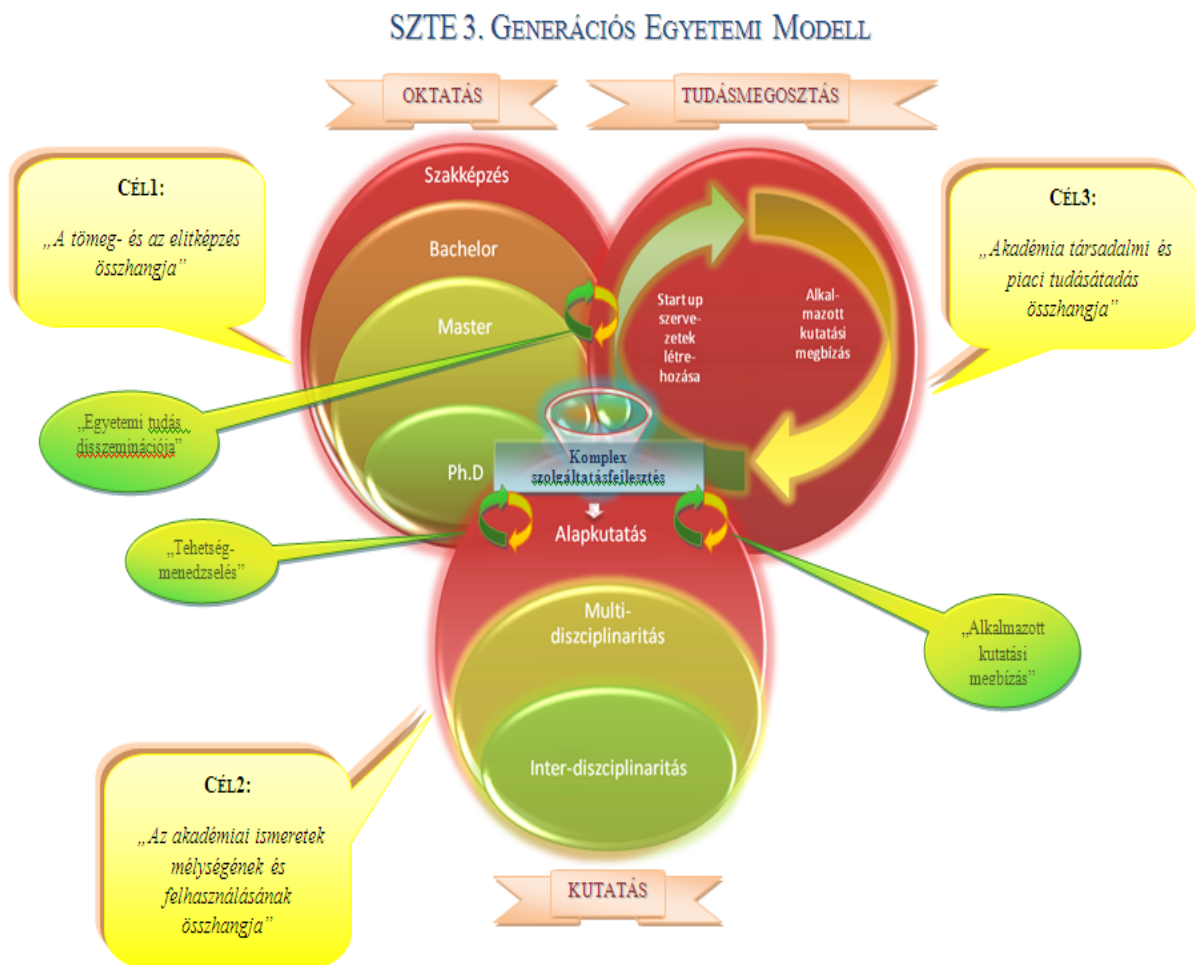 SZTE 3. GENERÁCIÓS EGYETEMI MODELL
OKTATÁS
TUDÁSMEGOSZTÁS
CÉL1:
„A tömeg- és az elitképzés
összhangja”
Szakképzés
Bachelor
Master
Ph.D
Start up
szerve-
zetek
létre-
hozása
Alkal-
mazott
kutatási
megbízás
CÉL3:
„Akadémia társadalmi és
piaci tudásátadás
összhangja”
„Egyetemi tudás
disszeminációja”
Komplex
szolgáltatásfejlesztés
„Tehetség-
menedzselés”
Alapkutatás
Multi-
diszciplinaritás
Inter-diszciplinaritás
„Alkalmazott
kutatási
megbízás”
CÉL2:
„Az akadémiai ismeretek
mélységének és
felhasználásának
összhangja”
KUTATÁS